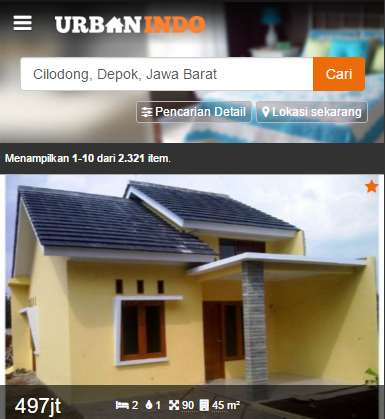 URBANINDO
Cilodong, Depok, Jawa Barat Cari
Pencarian Detail Lokasi sekarang
Menampilkan 1-10 dari 2.321 item.
497jt 2 1 90 45 m²